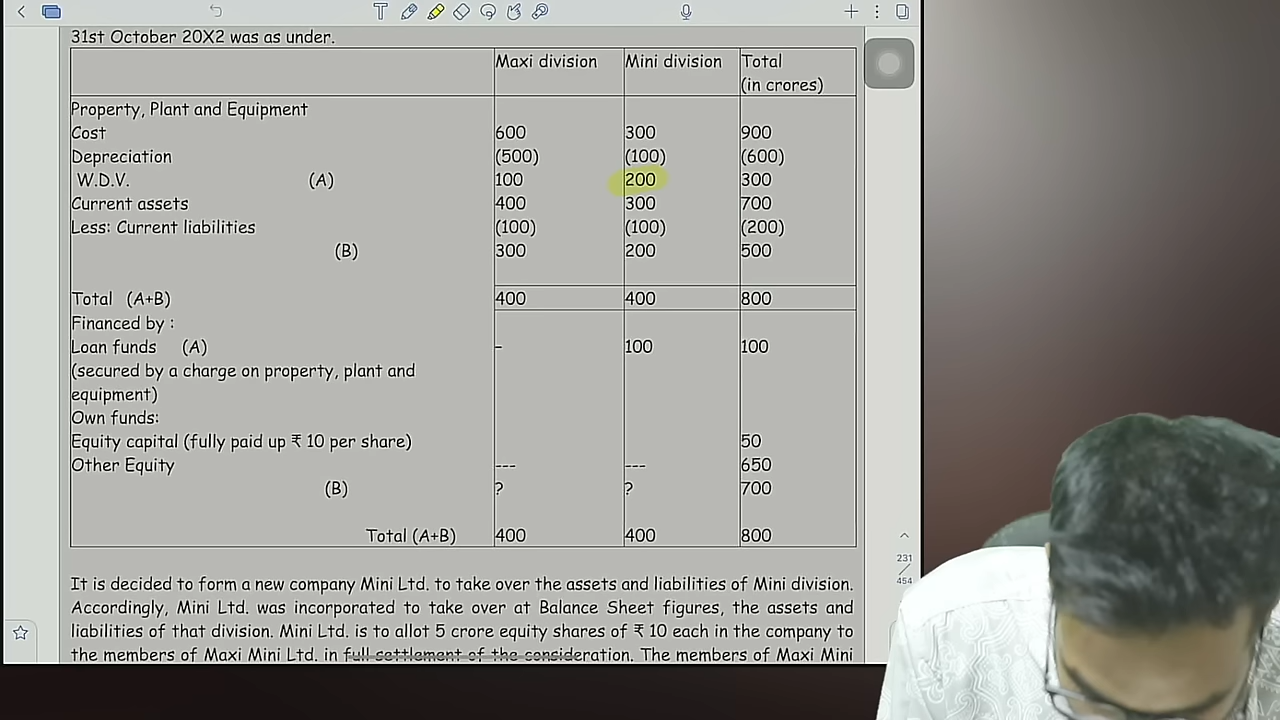 31st October 20X2 was as under.
Maxi division Mini division Total
(in crores)
Property, Plant and Equipment
Cost 600 300 900
Depreciation (500) (100) (600)
W.D.V. (A) 100 200 300
Current assets 400 300 700
Less: Current liabilities (100) (100) (200)
(B) 300 200 500
Total (A+B) 400 400 800
Financed by :
Loan funds (A) - 100 100
(secured by a charge on property, plant and
equipment)
Own funds:
Equity capital (fully paid up ₹ 10 per share) 50
Other Equity --- --- 650
(B) ? ? 700
Total (A+B) 400 400 800
It is decided to form a new company Mini Ltd. to take over the assets and liabilities of Mini division.
Accordingly, Mini Ltd. was incorporated to take over at Balance Sheet figures, the assets and
liabilities of that division. Mini Ltd. is to allot 5 crore equity shares of ₹ 10 each in the company to
the members of Maxi Mini Ltd. in full settlement of the consideration. The members of Maxi Mini
T
231
454